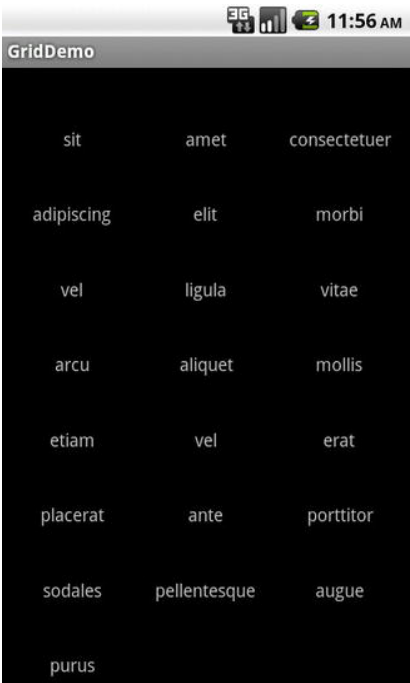 3G 11:56 AM
GridDemo
sit amet consectetuer
adipiscing elit morbi
vel ligula vitae
arcu aliquet mollis
etiam vel erat
placerat ante porttitor
sodales pellentesque augue
purus